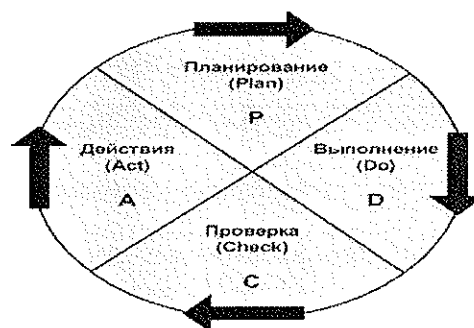 Планирование
(Plan)
P
Выполнение
(Do)
D
Проверка
(Check)
C
Действия
(Act)
A